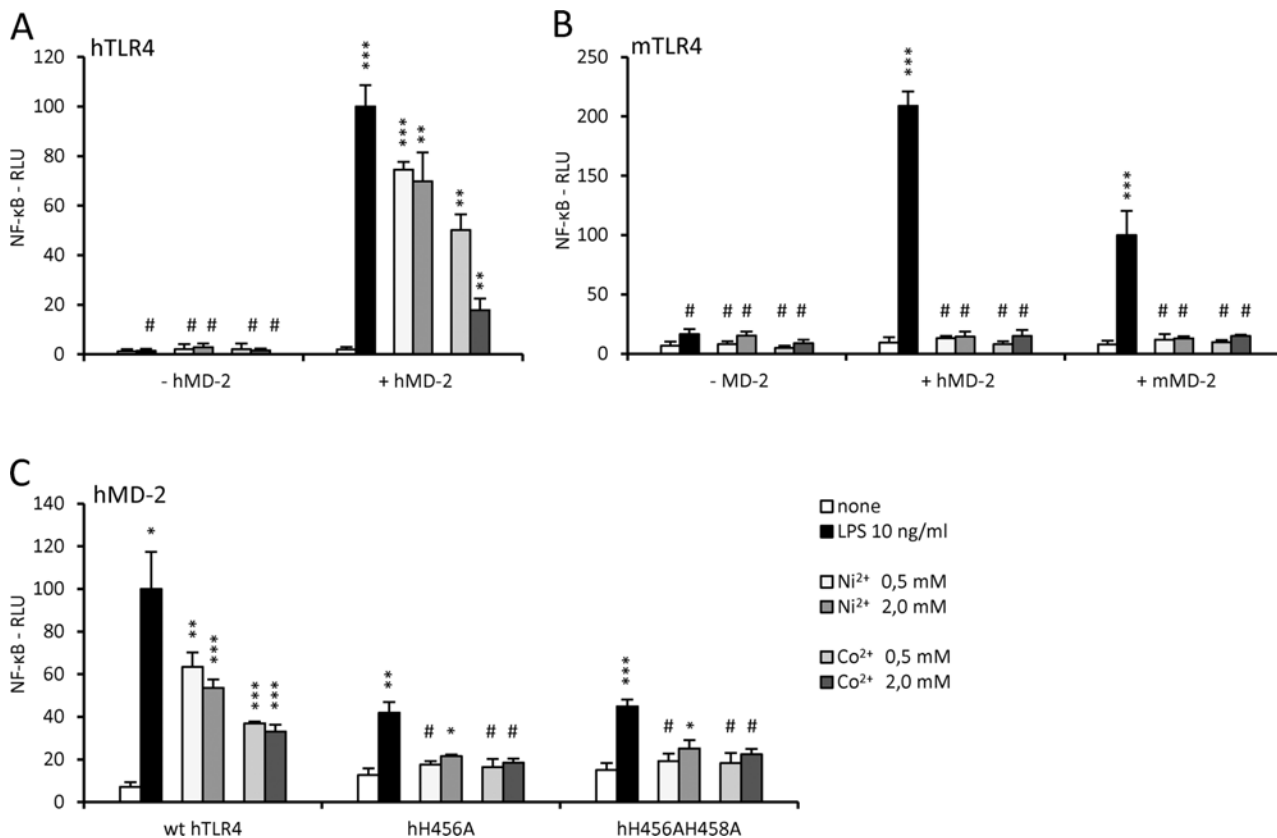 A
hTLR4
NF-κB - RLU
120
100
80
60
40
20
0
***
***
**
**
**
# # # # #
- hMD-2
+ hMD-2
B
mTLR4
NF-κB - RLU
250
200
150
100
50
0
***
***
# # # # #
# # # #
# # # #
- MD-2
+ hMD-2
+ mMD-2
C
hMD-2
NF-κB - RLU
140
120
100
80
60
40
20
0
*
**
***
***
***
**
# * # #
***
# * # #
wt hTLR4
hH456A
hH456AH458A
none
LPS 10 ng/ml
Ni²⁺ 0,5 mM
Ni²⁺ 2,0 mM
Co²⁺ 0,5 mM
Co²⁺ 2,0 mM